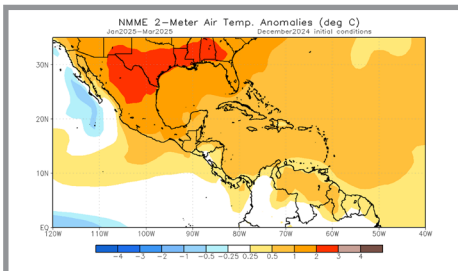 NMME 2-Meter Air Temp. Anomalies (deg C)
Jan2025-Mar2025 December2024 initial conditions
30N
20N
10N
EQ
120W 110W 100W 90W 80W 70W 60W 50W 40W
-4 -3 -2 -1 -0.5 -0.25 0.25 0.5 1 2 3 4